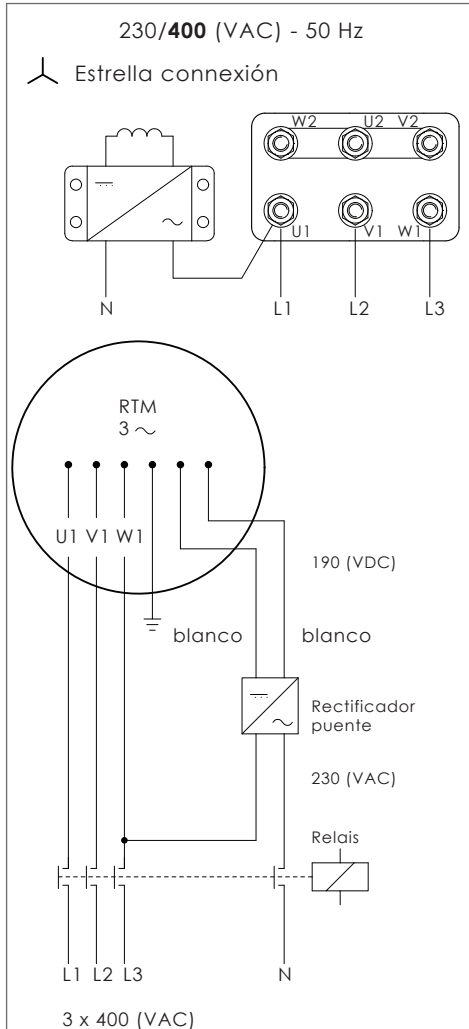 230/400 (VAC) - 50 Hz
Estrella connexión
W2 U2 V2
U1 V1 W1
N L1 L2 L3
RTM
3 ~
U1 V1 W1
190 (VDC)
blanco blanco
Rectificador
puente
230 (VAC)
Relais
L1 L2 L3 N
3 x 400 (VAC)